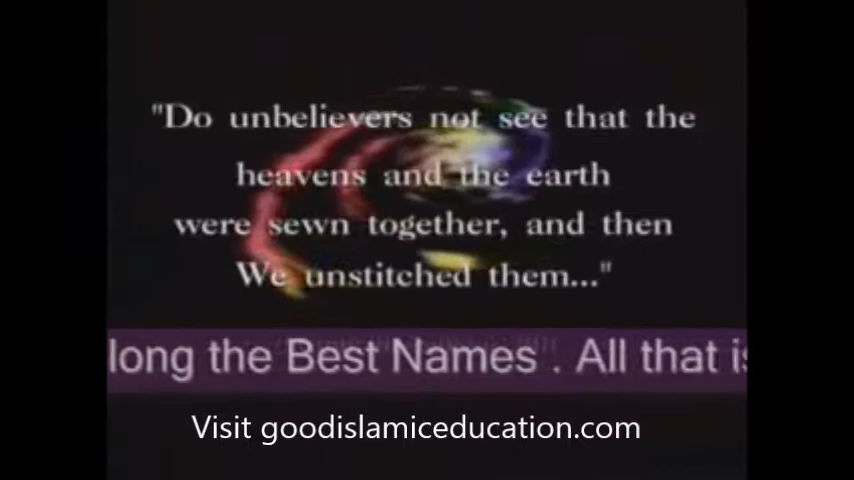 "Do unbelievers not see that the
heavens and the earth
were sewn together, and then
We unstitched them..."
long the Best Names . All that is
Visit goodislamiceducation.com